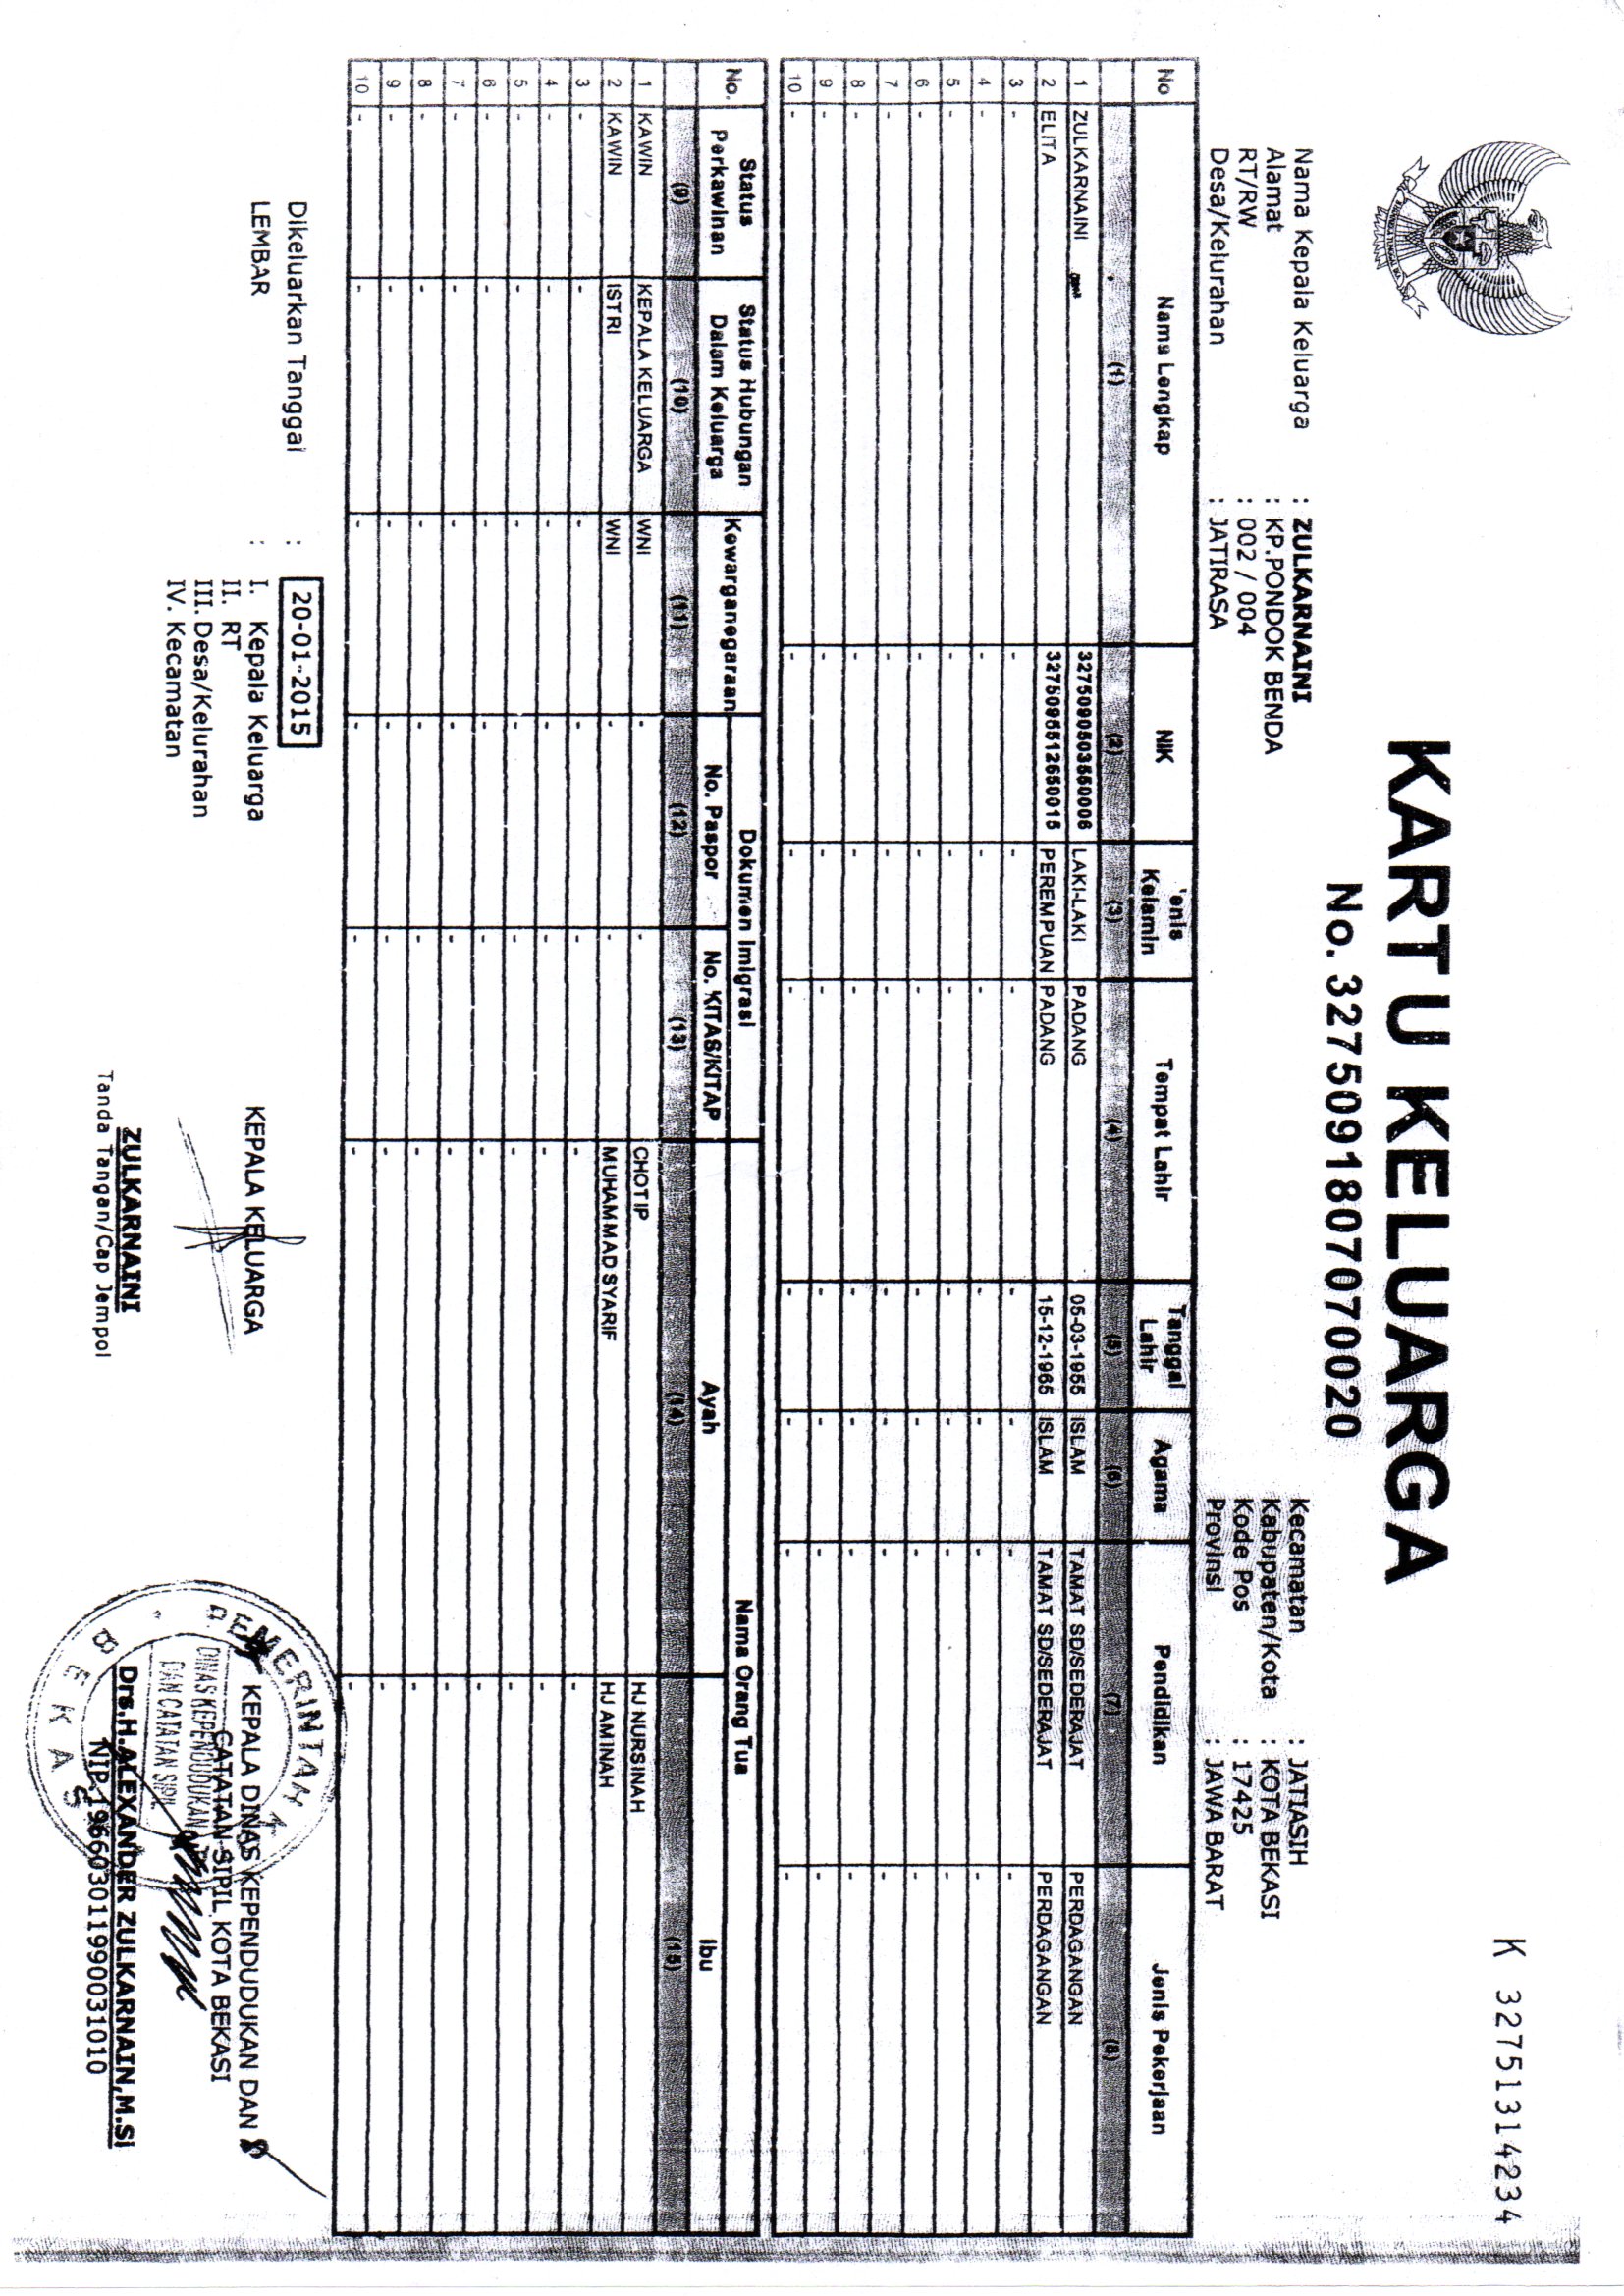 K 32751314234
KARTU KELUARGA
No. 3275091807070020
Nama Kepala Keluarga : ZULKARNAINI
Alamat : KP.PONDOK BENDA
RT/RW : 002 / 004
Desa/Kelurahan : JATIRASA
Kecamatan : JATIASIH
Kabupaten/Kota : KOTA BEKASI
Kode Pos : 17425
Provinsi : JAWA BARAT
No Nama Lengkap NIK 'enis Kelamin Tempat Lahir Tanggal Lahir Agama Pendidikan Jenis Pekerjaan
(1) (2) (3) (4) (5) (6) (7) (8)
1 ZULKARNAINI 3275090503550006 LAKI-LAKI PADANG 05-03-1955 ISLAM TAMAT SD/SEDERAJAT PERDAGANGAN
2 ELITA 3275095512650015 PEREMPUAN PADANG 15-12-1965 ISLAM TAMAT SD/SEDERAJAT PERDAGANGAN
3 - - - - - - - -
4 - - - - - - - -
5 - - - - - - - -
6 - - - - - - - -
7 - - - - - - - -
8 - - - - - - - -
9 - - - - - - - -
10 - - - - - - - -
No. Status Perkawinan Status Hubungan Dalam Keluarga Kewarganegaraan Dokumen Imigrasi Nama Orang Tua
No. Paspor No. KITAS/KITAP Ayah Ibu
(9) (10) (11) (12) (13) (14) (15)
1 KAWIN KEPALA KELUARGA WNI - - CHOTIP HJ NURSINAH
2 KAWIN ISTRI WNI - - MUHAMMAD SYARIF HJ AMINAH
3 - - - - - - -
4 - - - - - - -
5 - - - - - - -
6 - - - - - - -
7 - - - - - - -
8 - - - - - - -
9 - - - - - - -
10 - - - - - - -
Dikeluarkan Tanggal : 20-01-2015
LEMBAR : I. Kepala Keluarga
II. RT
III. Desa/Kelurahan
IV. Kecamatan
KEPALA KELUARGA
ZULKARNAINI
Tanda Tangan/Cap Jempol
KEPALA DINAS KEPENDUDUKAN DAN
CATATAN SIPIL KOTA BEKASI
Drs.H.ALEXANDER ZULKARNAIN,M.Si
NIP.196603011990031010
PEMERINTAH
DINAS KEPENDUDUKAN
DAN CATATAN SIPIL
BEKASI